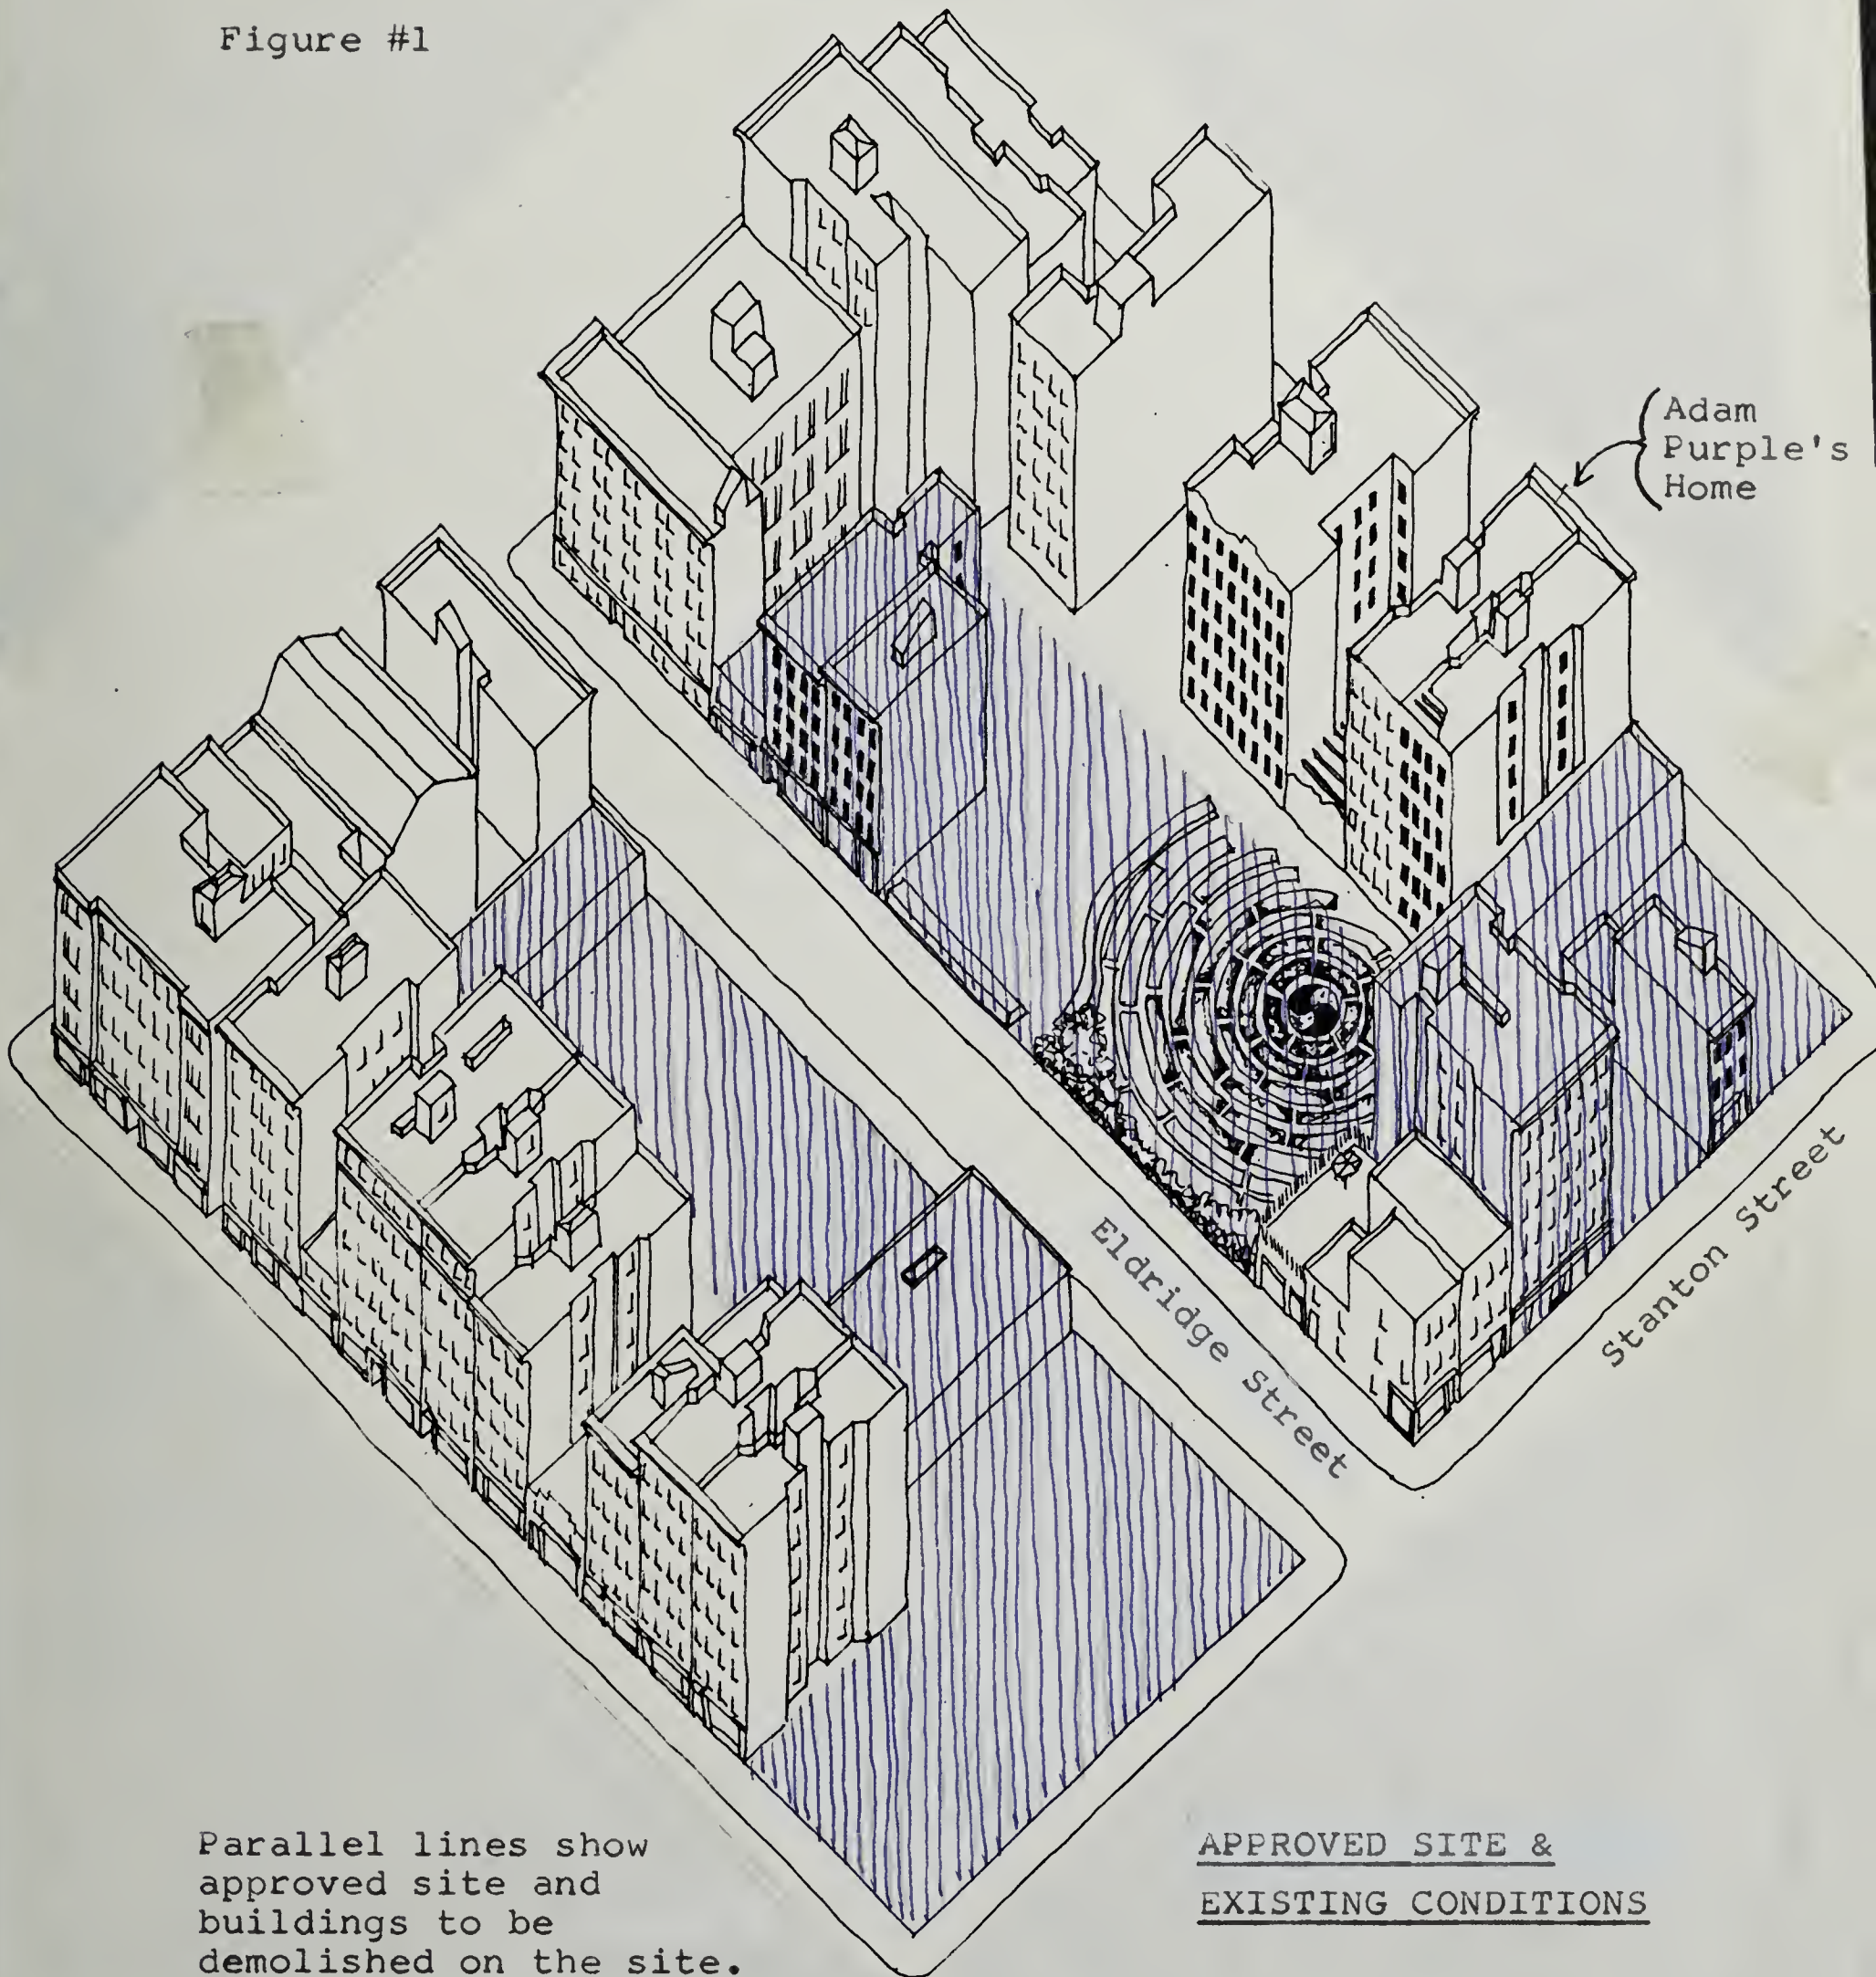 Figure #1
Adam
Purple's
Home
Eldridge Street
Stanton Street
Parallel lines show
approved site and
buildings to be
demolished on the site.
APPROVED SITE &
EXISTING CONDITIONS